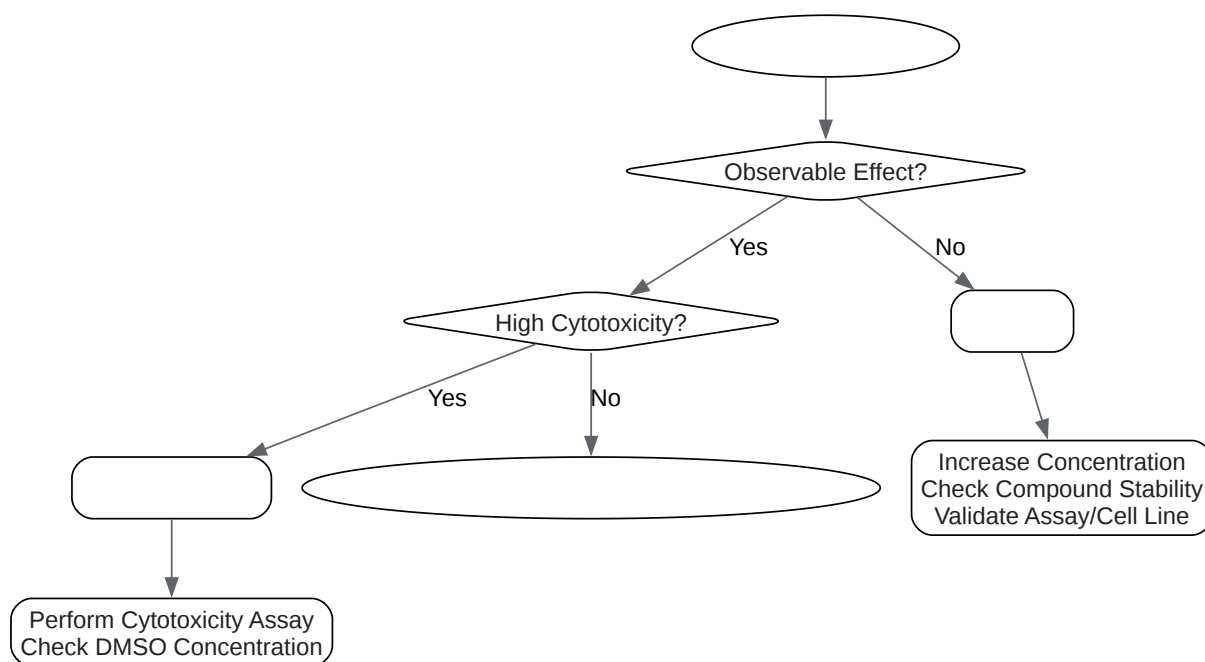 Observable Effect?
Yes
No
High Cytotoxicity?
Yes
No
Increase Concentration
Check Compound Stability
Validate Assay/Cell Line
Perform Cytotoxicity Assay
Check DMSO Concentration